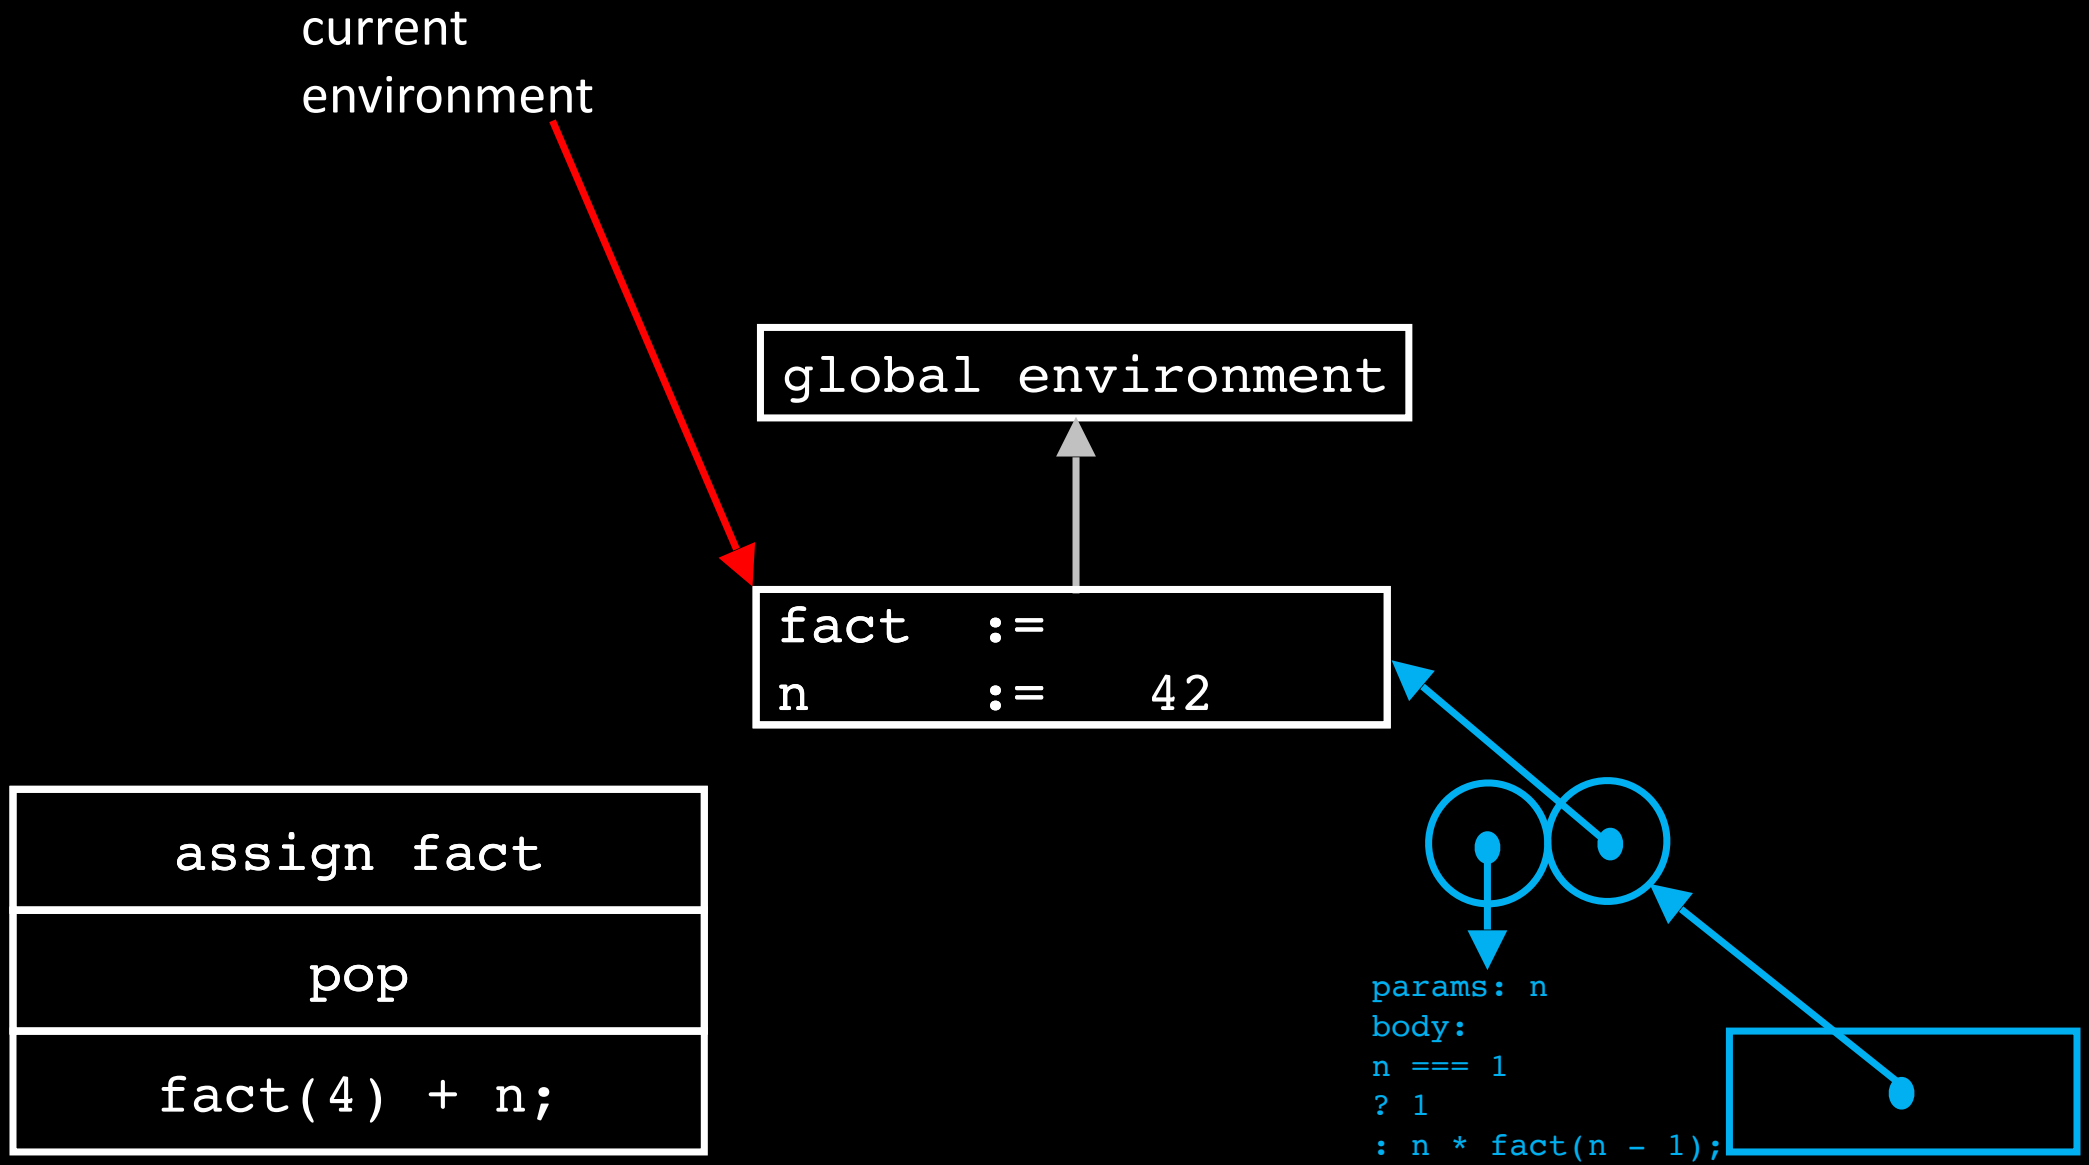 current
environment
global environment
fact :=
n := 42
assign fact
pop
fact(4) + n;
params: n
body:
n === 1
? 1
: n * fact(n - 1);